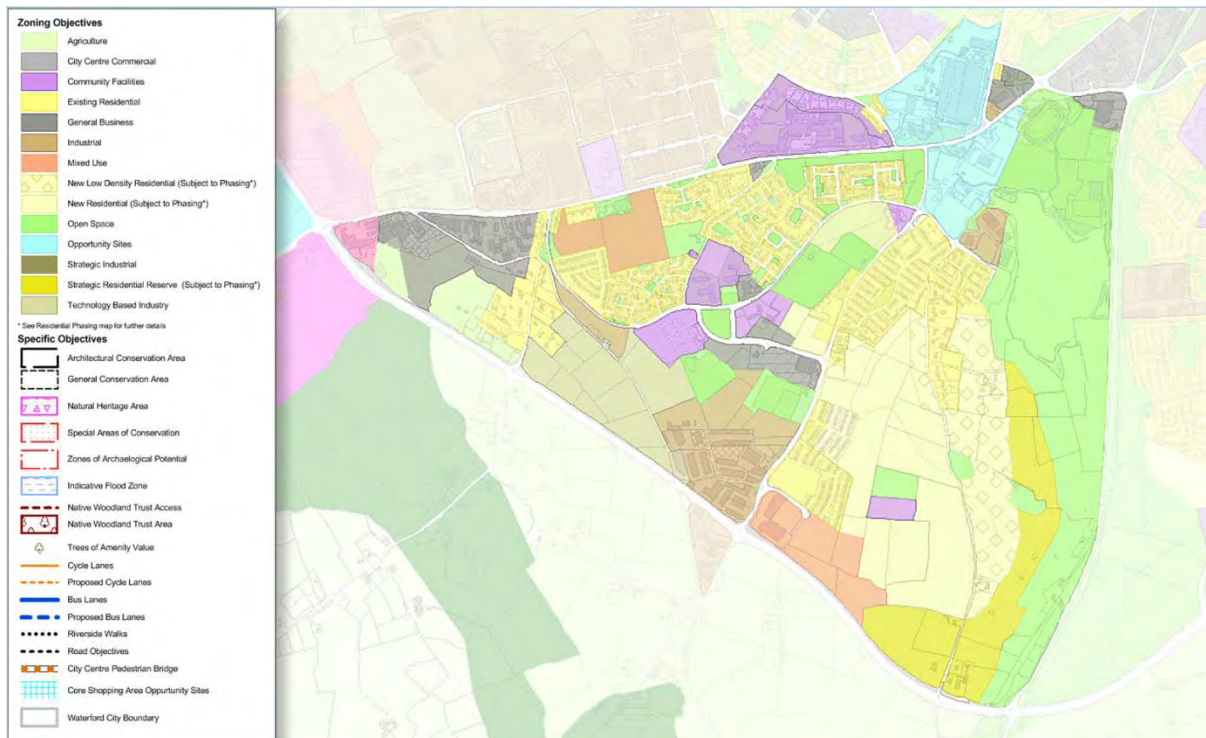 Zoning Objectives
Agriculture
City Centre Commercial
Community Facilities
Existing Residential
General Business
Industrial
Mixed Use
New Low Density Residential (Subject to Phasing*)
New Residential (Subject to Phasing*)
Open Space
Opportunity Sites
Strategic Industrial
Strategic Residential Reserve (Subject to Phasing*)
Technology Based Industry
* See Residential Phasing map for further details
Specific Objectives
Architectural Conservation Area
General Conservation Area
Natural Heritage Area
Special Areas of Conservation
Zones of Archaelogical Potential
Indicative Flood Zone
Native Woodland Trust Access
Native Woodland Trust Area
Trees of Amenity Value
Cycle Lanes
Proposed Cycle Lanes
Bus Lanes
Proposed Bus Lanes
Riverside Walks
Road Objectives
City Centre Pedestrian Bridge
Core Shopping Area Oppurtunity Sites
Waterford City Boundary